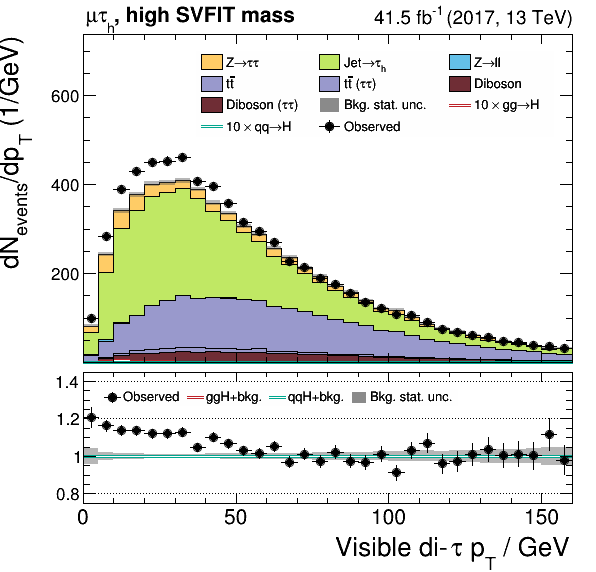 μτh, high SVFIT mass 41.5 fb⁻¹ (2017, 13 TeV)
dNevents/dpT (1/GeV)
Z→ττ Jet→τh Z→ll
tt̄ tt̄ (ττ) Diboson
Diboson (ττ) Bkg. stat. unc. 10 × gg→H
10 × qq→H Observed
600
400
200
1.4
Observed ggH+bkg. qqH+bkg. Bkg. stat. unc.
1.2
1.0
0.8
0 50 100 150
Visible di-τ pT / GeV